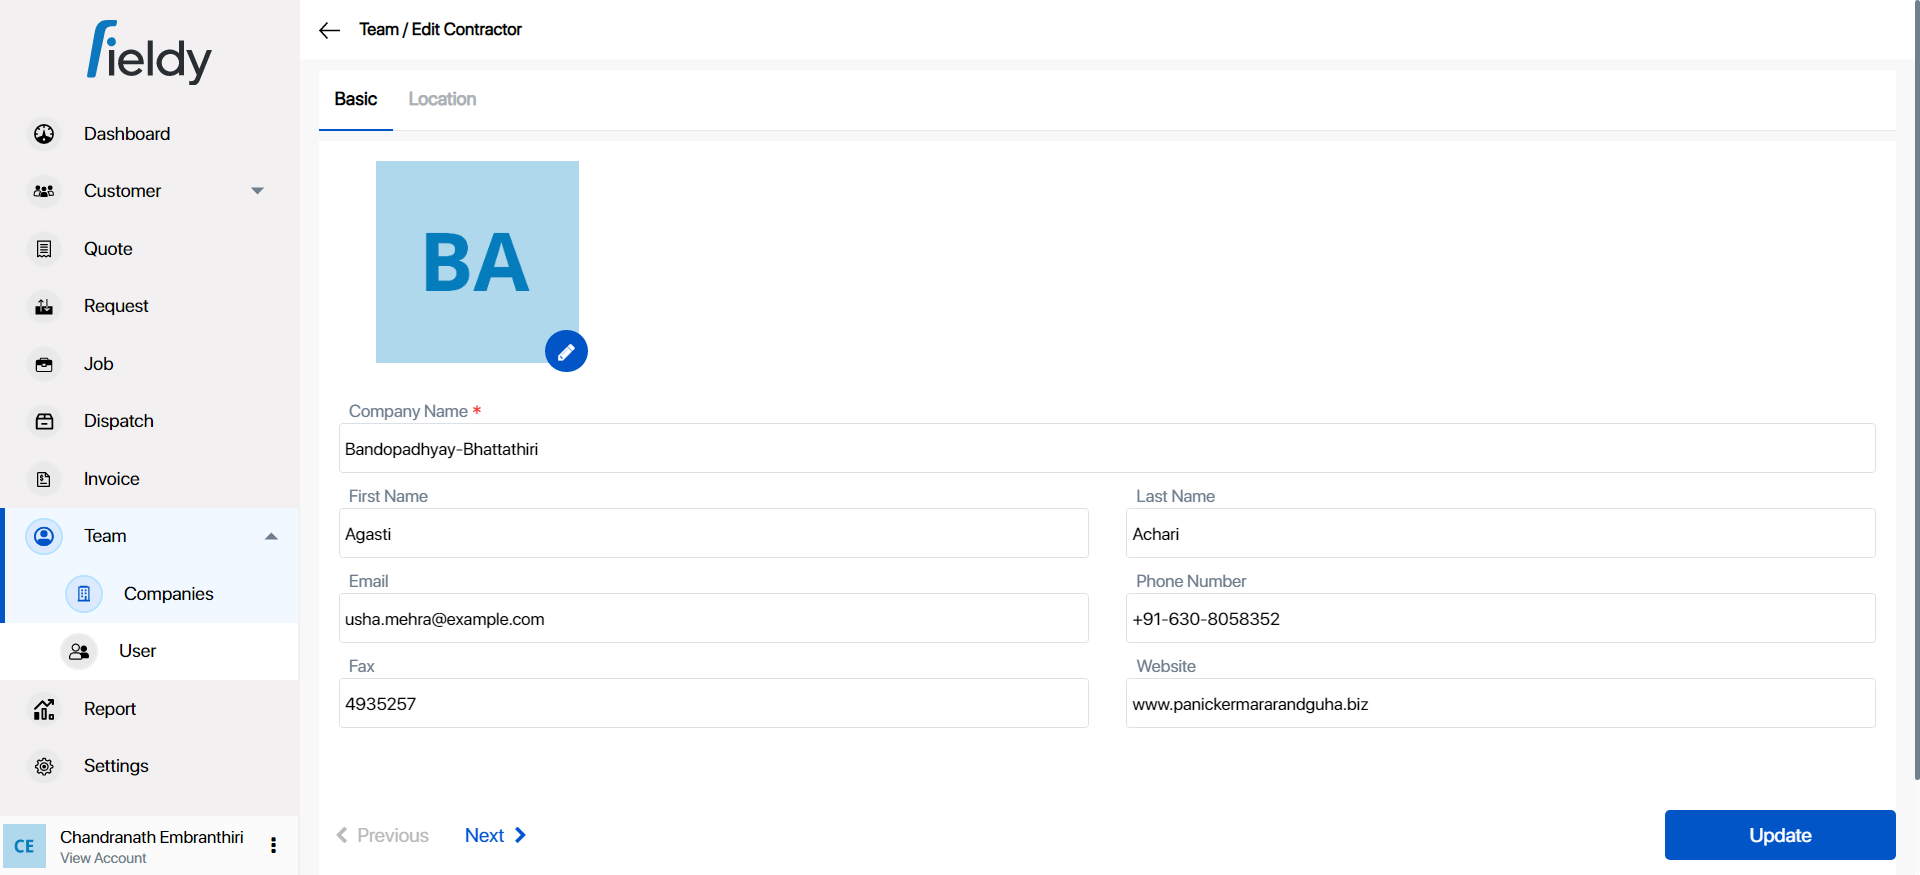 fieldy
Dashboard
Customer
Quote
Request
Job
Dispatch
Invoice
Team
Companies
User
Report
Settings
CE
Chandranath Embranthiri
View Account
Team / Edit Contractor
Basic
Location
BA
Company Name *
Bandopadhyay-Bhattathiri
First Name
Agasti
Last Name
Achari
Email
usha.mehra@example.com
Phone Number
+91-630-8058352
Fax
4935257
Website
www.panickermararandguha.biz
Previous
Next
Update